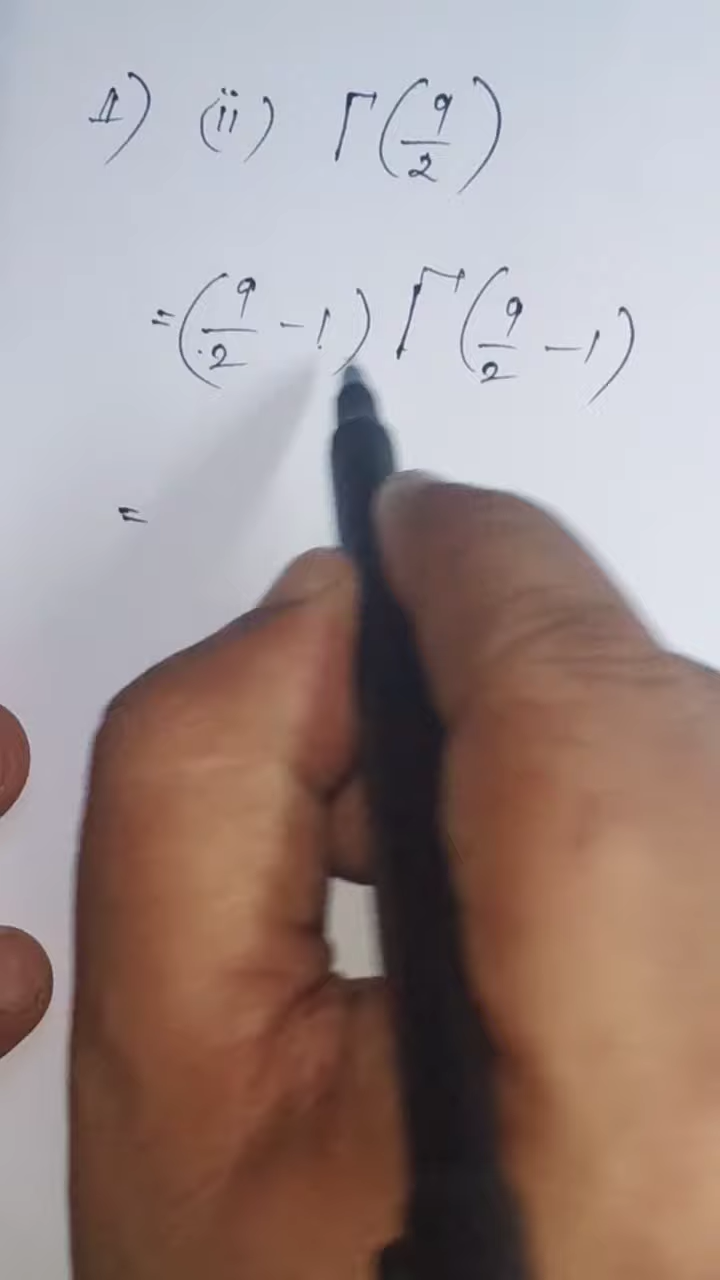 1) (ii) Γ(9/2)
= (9/2 - 1) Γ(9/2 - 1)
=